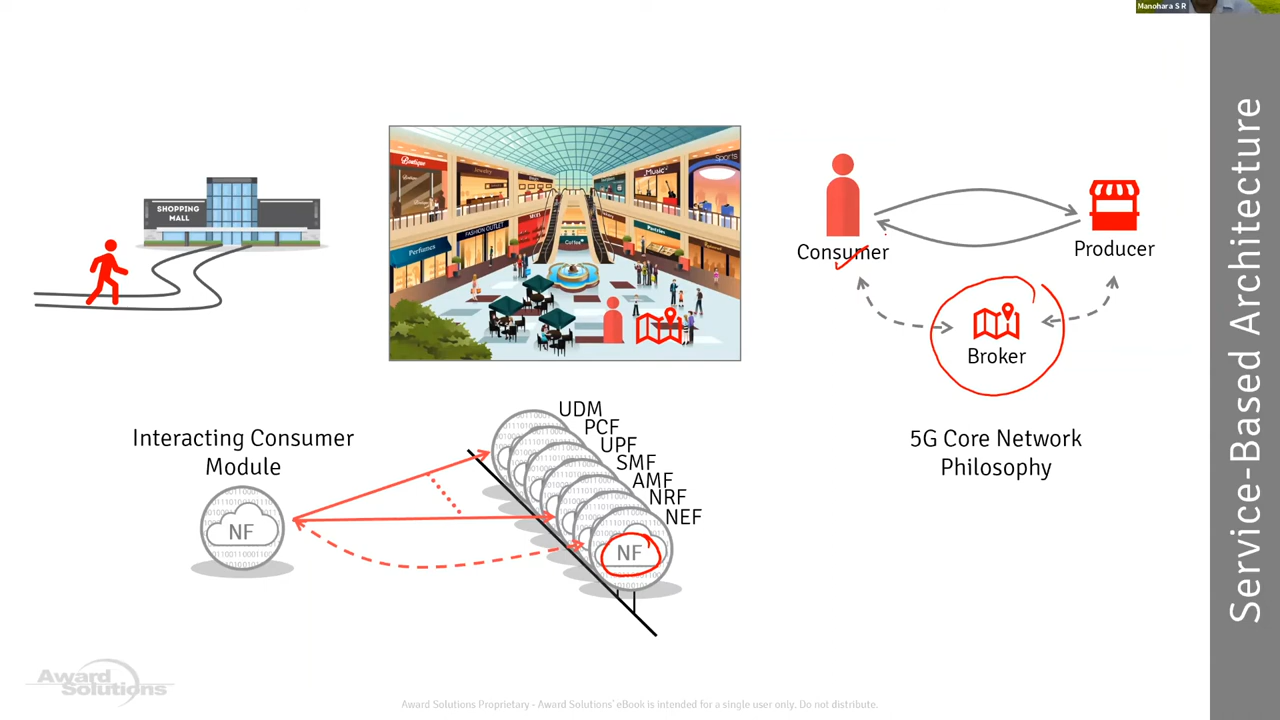 Manohara S R
SHOPPING
MALL
Boutique
Jewelry
Music
Sports
Perfumes
FASHION OUTLET
Coffee
Pastries
Consumer
Producer
Broker
Interacting Consumer
Module
NF
UDM
PCF
UPF
SMF
AMF
NRF
NEF
NF
5G Core Network
Philosophy
Service-Based Architecture
Award
Solutions
Award Solutions Proprietary - Award Solutions' eBook is intended for a single user only. Do not distribute.